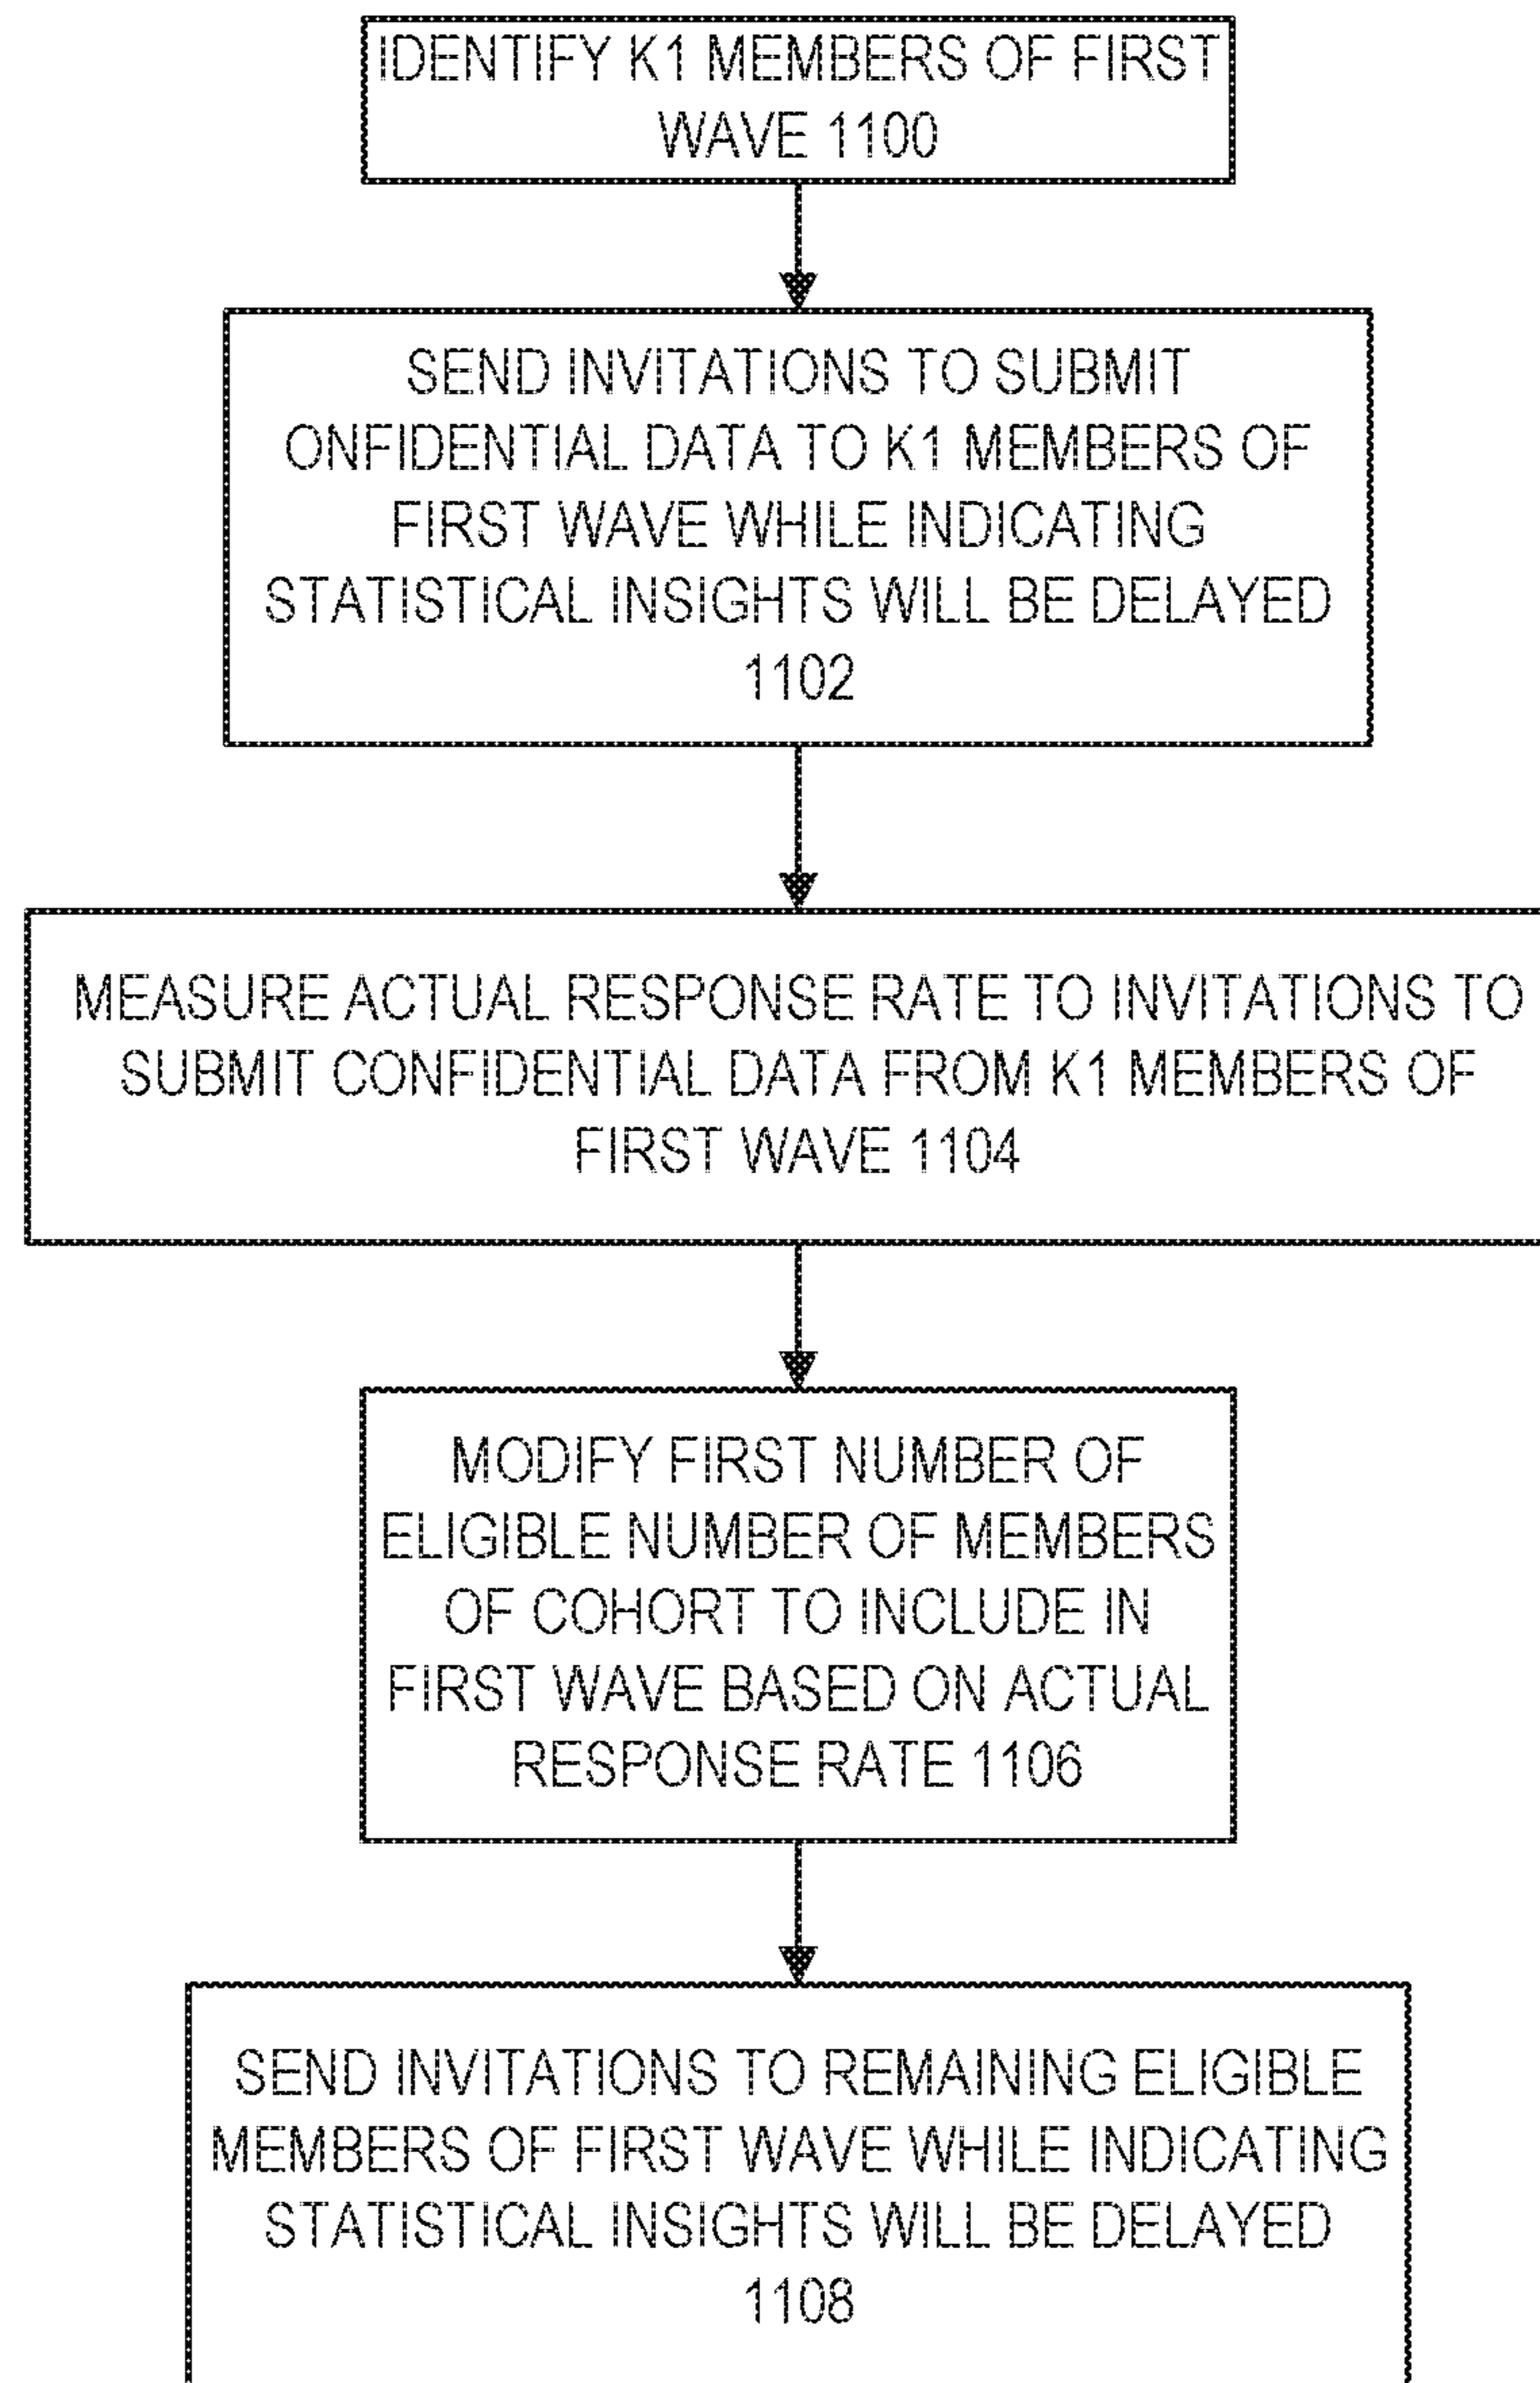 IDENTIFY K1 MEMBERS OF FIRST
WAVE 1100
SEND INVITATIONS TO SUBMIT
ONFIDENTIAL DATA TO K1 MEMBERS OF
FIRST WAVE WHILE INDICATING
STATISTICAL INSIGHTS WILL BE DELAYED
1102
MEASURE ACTUAL RESPONSE RATE TO INVITATIONS TO
SUBMIT CONFIDENTIAL DATA FROM K1 MEMBERS OF
FIRST WAVE 1104
MODIFY FIRST NUMBER OF
ELIGIBLE NUMBER OF MEMBERS
OF COHORT TO INCLUDE IN
FIRST WAVE BASED ON ACTUAL
RESPONSE RATE 1106
SEND INVITATIONS TO REMAINING ELIGIBLE
MEMBERS OF FIRST WAVE WHILE INDICATING
STATISTICAL INSIGHTS WILL BE DELAYED
1108